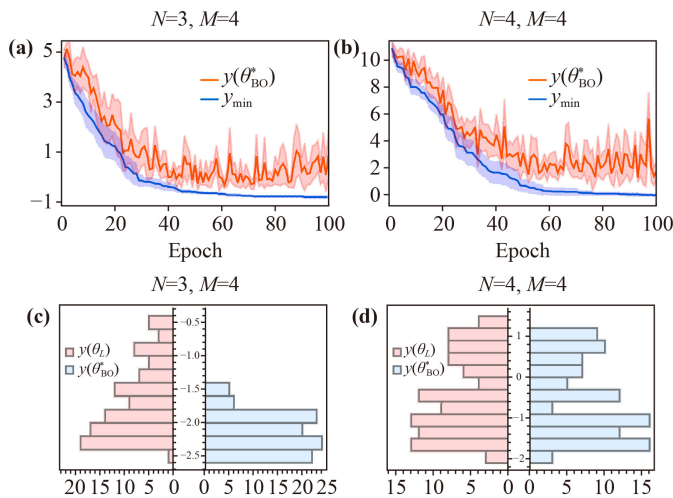 N=3, M=4
N=4, M=4
(a)
5
3
1
−1
y(θ*BO)
ymin
0
20
40
60
80
100
Epoch
(b)
10
8
6
4
2
0
y(θ*BO)
ymin
0
20
40
60
80
100
Epoch
N=3, M=4
N=4, M=4
(c)
y(θL)
y(θ*BO)
−0.5
−1.0
−1.5
−2.0
−2.5
20
15
10
5
0
0
5
10
15
20
25
(d)
y(θL)
y(θ*BO)
1
0
−1
−2
15
10
5
0
0
5
10
15